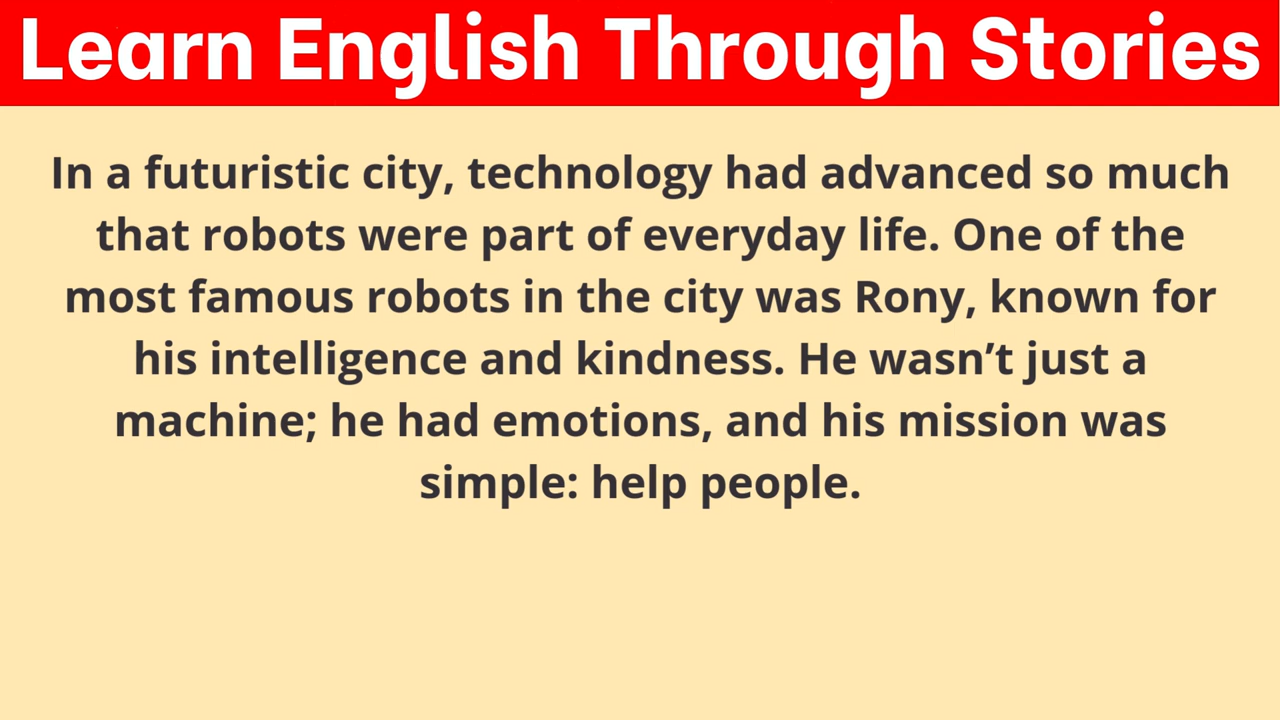 Learn English Through Stories
In a futuristic city, technology had advanced so much
that robots were part of everyday life. One of the
most famous robots in the city was Rony, known for
his intelligence and kindness. He wasn’t just a
machine; he had emotions, and his mission was
simple: help people.